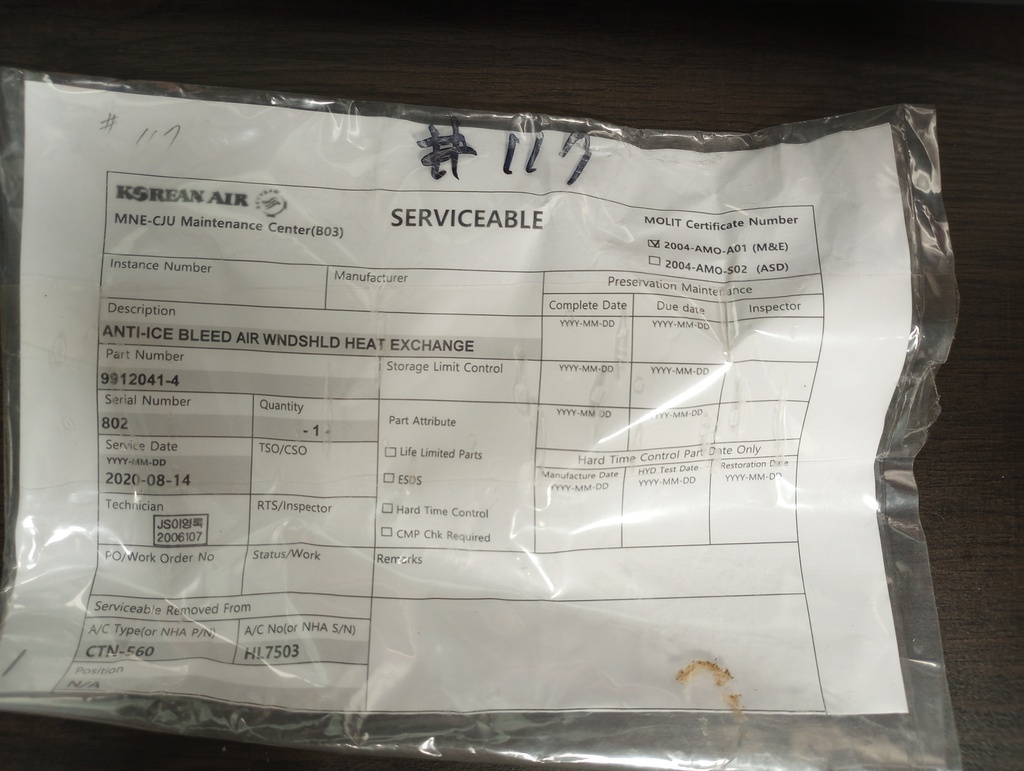 # 117
# 117
KOREAN AIR
MNE-CJU Maintenance Center(B03)
SERVICEABLE
MOLIT Certificate Number
☑ 2004-AMO-A01 (M&E)
☐ 2004-AMO-S02 (ASD)
Instance Number
Manufacturer
Preservation Maintenance
Complete Date Due date Inspector
Description
YYYY-MM-DD YYYY-MM-DD
ANTI-ICE BLEED AIR WNDSHLD HEAT EXCHANGE
Part Number
Storage Limit Control
YYYY-MM-DD YYYY-MM-DD
9912041-4
Serial Number
Quantity
Part Attribute
YYYY-MM-DD YYYY-MM-DD
802
- 1 -
Service Date
YYYY-MM-DD
2020-08-14
TSO/CSO
☐ Life Limited Parts
☐ ESDS
☐ Hard Time Control
☐ CMP Chk Required
Hard Time Control Part Date Only
Manufacture Date HYD Test Date Restoration Date
YYYY-MM-DD YYYY-MM-DD YYYY-MM-DD
Technician
JS이영록
2006107
RTS/Inspector
PO/Work Order No
Status/Work
Remarks
Serviceable Removed From
A/C Type(or NHA P/N)
A/C No(or NHA S/N)
CTN-560
HL7503
Position
N/A